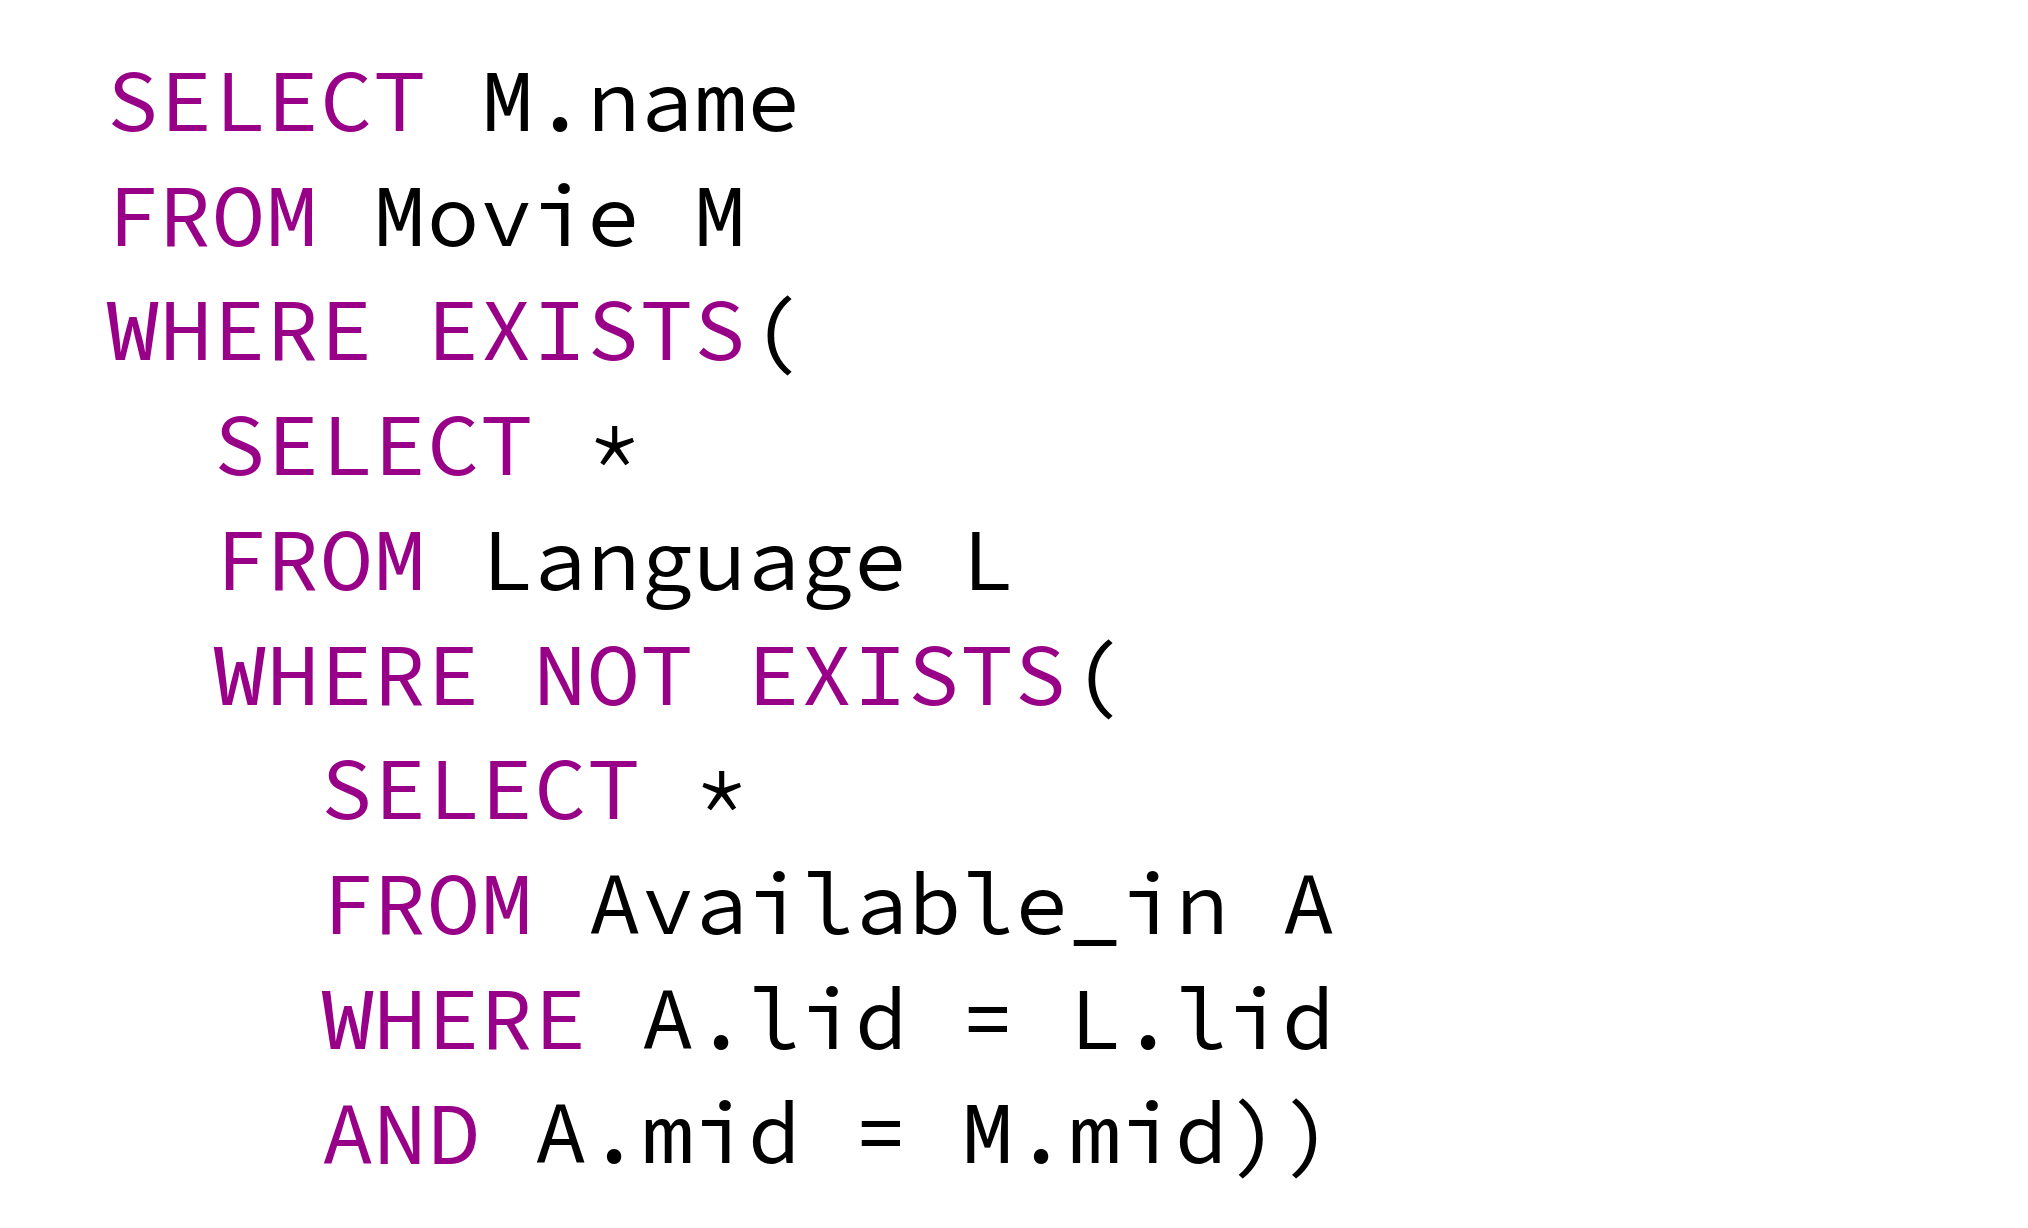 SELECT M.name
FROM Movie M
WHERE EXISTS(
SELECT *
FROM Language L
WHERE NOT EXISTS(
SELECT *
FROM Available_in A
WHERE A.lid = L.lid
AND A.mid = M.mid))